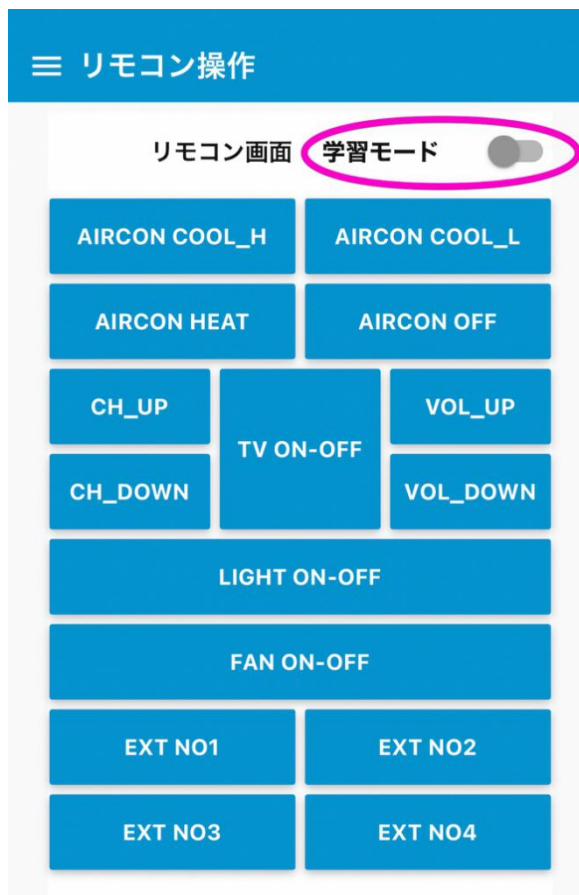 リモコン操作
リモコン画面 学習モード
AIRCON COOL_H AIRCON COOL_L
AIRCON HEAT AIRCON OFF
CH_UP VOL_UP
TV ON-OFF
CH_DOWN VOL_DOWN
LIGHT ON-OFF
FAN ON-OFF
EXT NO1 EXT NO2
EXT NO3 EXT NO4